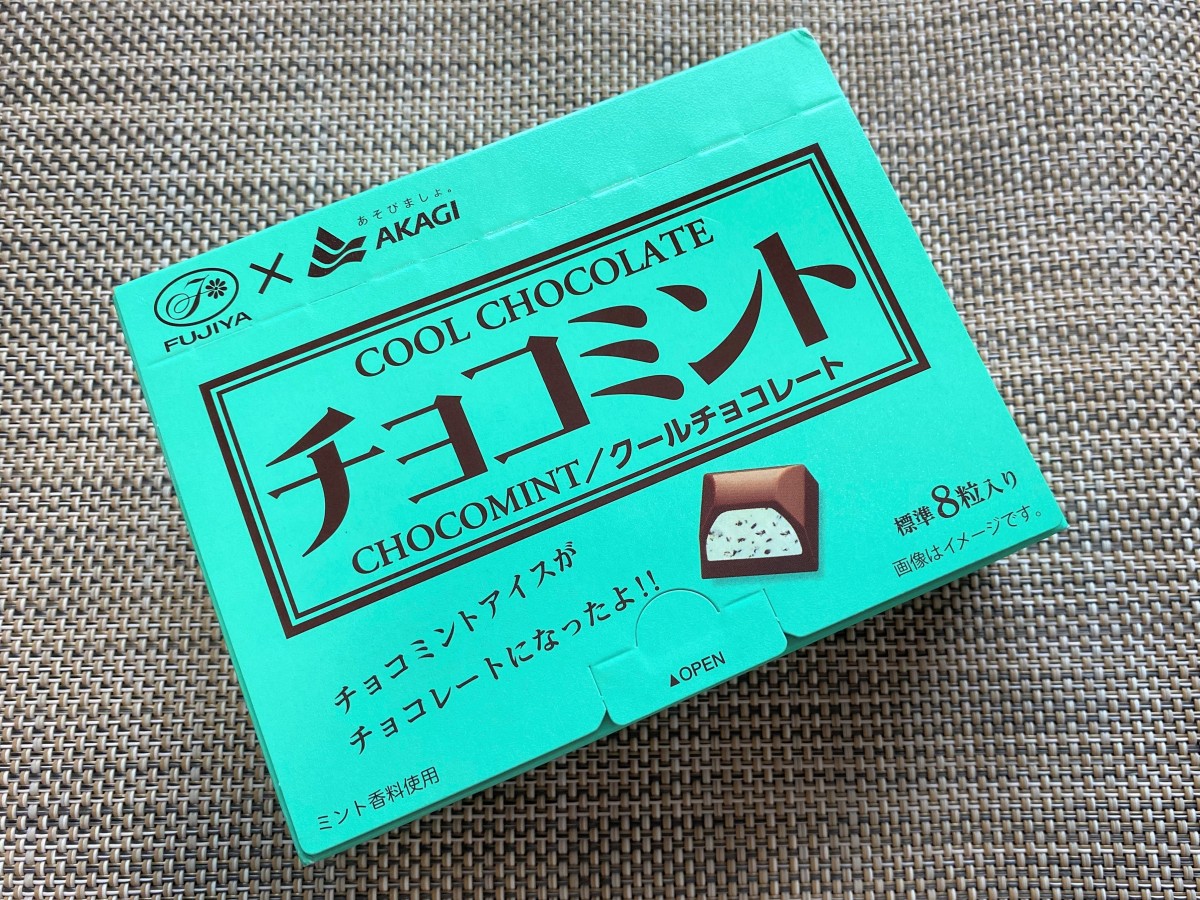 FUJIYA
×
あそびましょ。
AKAGI
COOL CHOCOLATE
チョコミント
CHOCOMINT/クールチョコレート
標準8粒入り
画像はイメージです。
チョコミントアイスが
チョコレートになったよ!!
▲OPEN
ミント香料使用